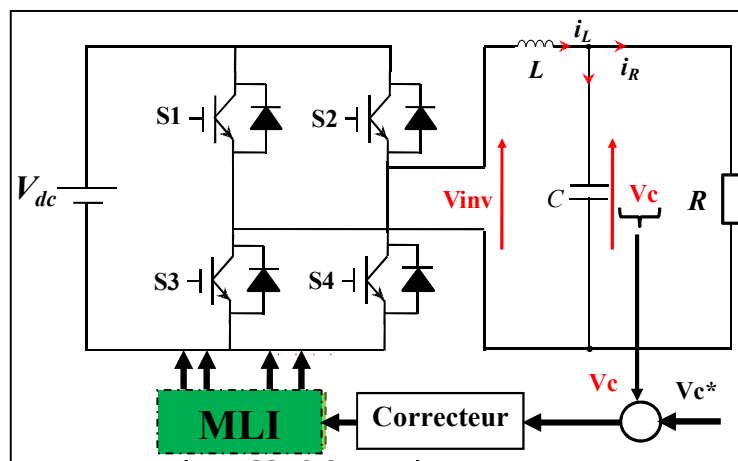 i_L
L
i_R
S1
S2
V_dc
Vinv
C
Vc
R
S3
S4
Vc
Vc*
MLI
Correcteur